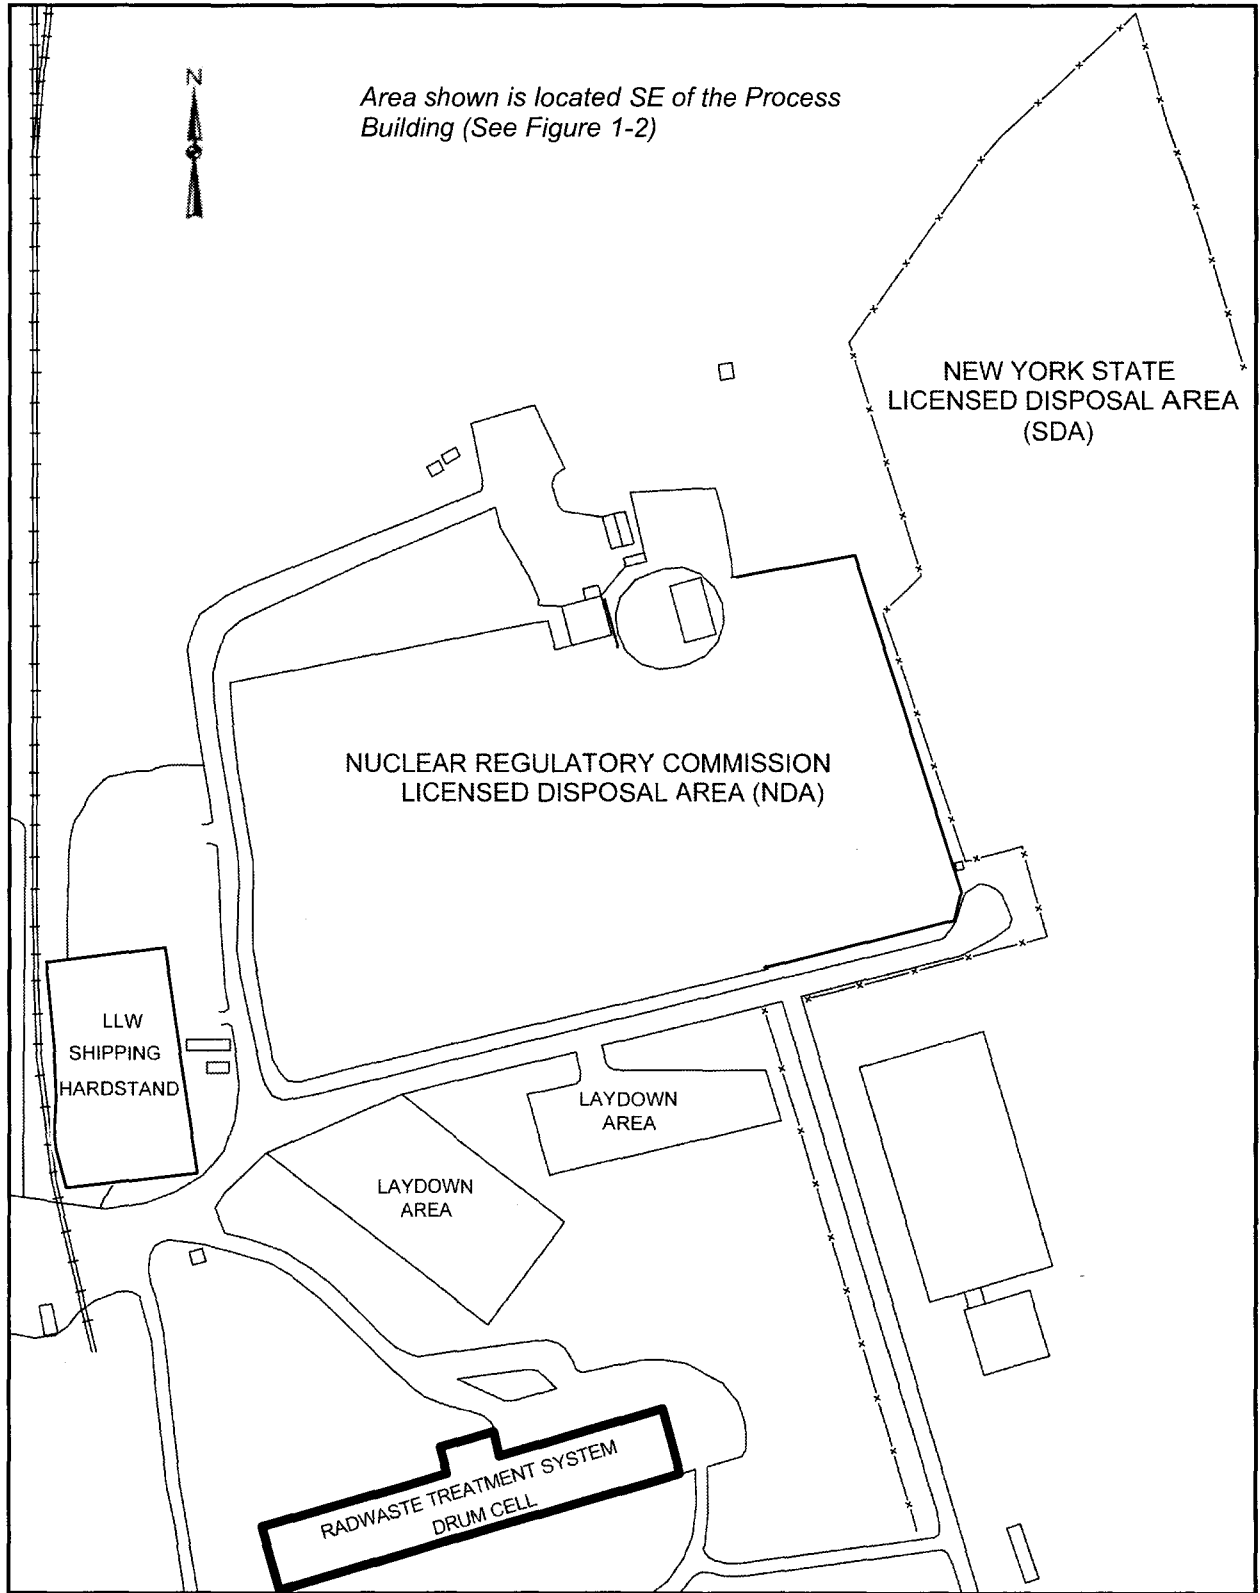 N
Area shown is located SE of the Process
Building (See Figure 1-2)
NEW YORK STATE
LICENSED DISPOSAL AREA
(SDA)
NUCLEAR REGULATORY COMMISSION
LICENSED DISPOSAL AREA (NDA)
LLW
SHIPPING
HARDSTAND
LAYDOWN
AREA
LAYDOWN
AREA
RADWASTE TREATMENT SYSTEM
DRUM CELL